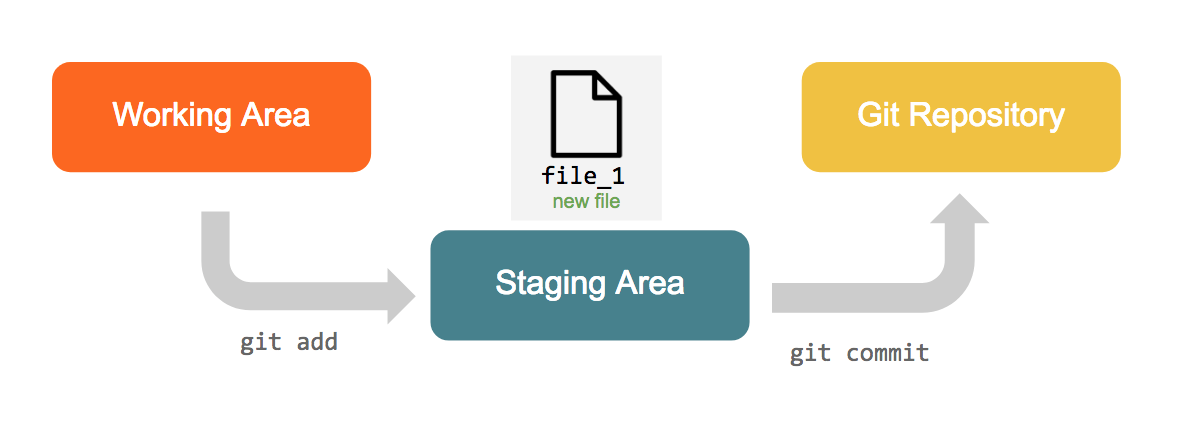 Working Area
file_1
new file
Git Repository
Staging Area
git add
git commit